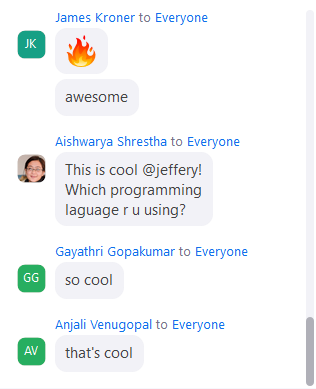 James Kroner to Everyone
JK
🔥
awesome
Aishwarya Shrestha to Everyone
This is cool @jeffery!
Which programming
laguage r u using?
Gayathri Gopakumar to Everyone
GG
so cool
Anjali Venugopal to Everyone
AV
that's cool